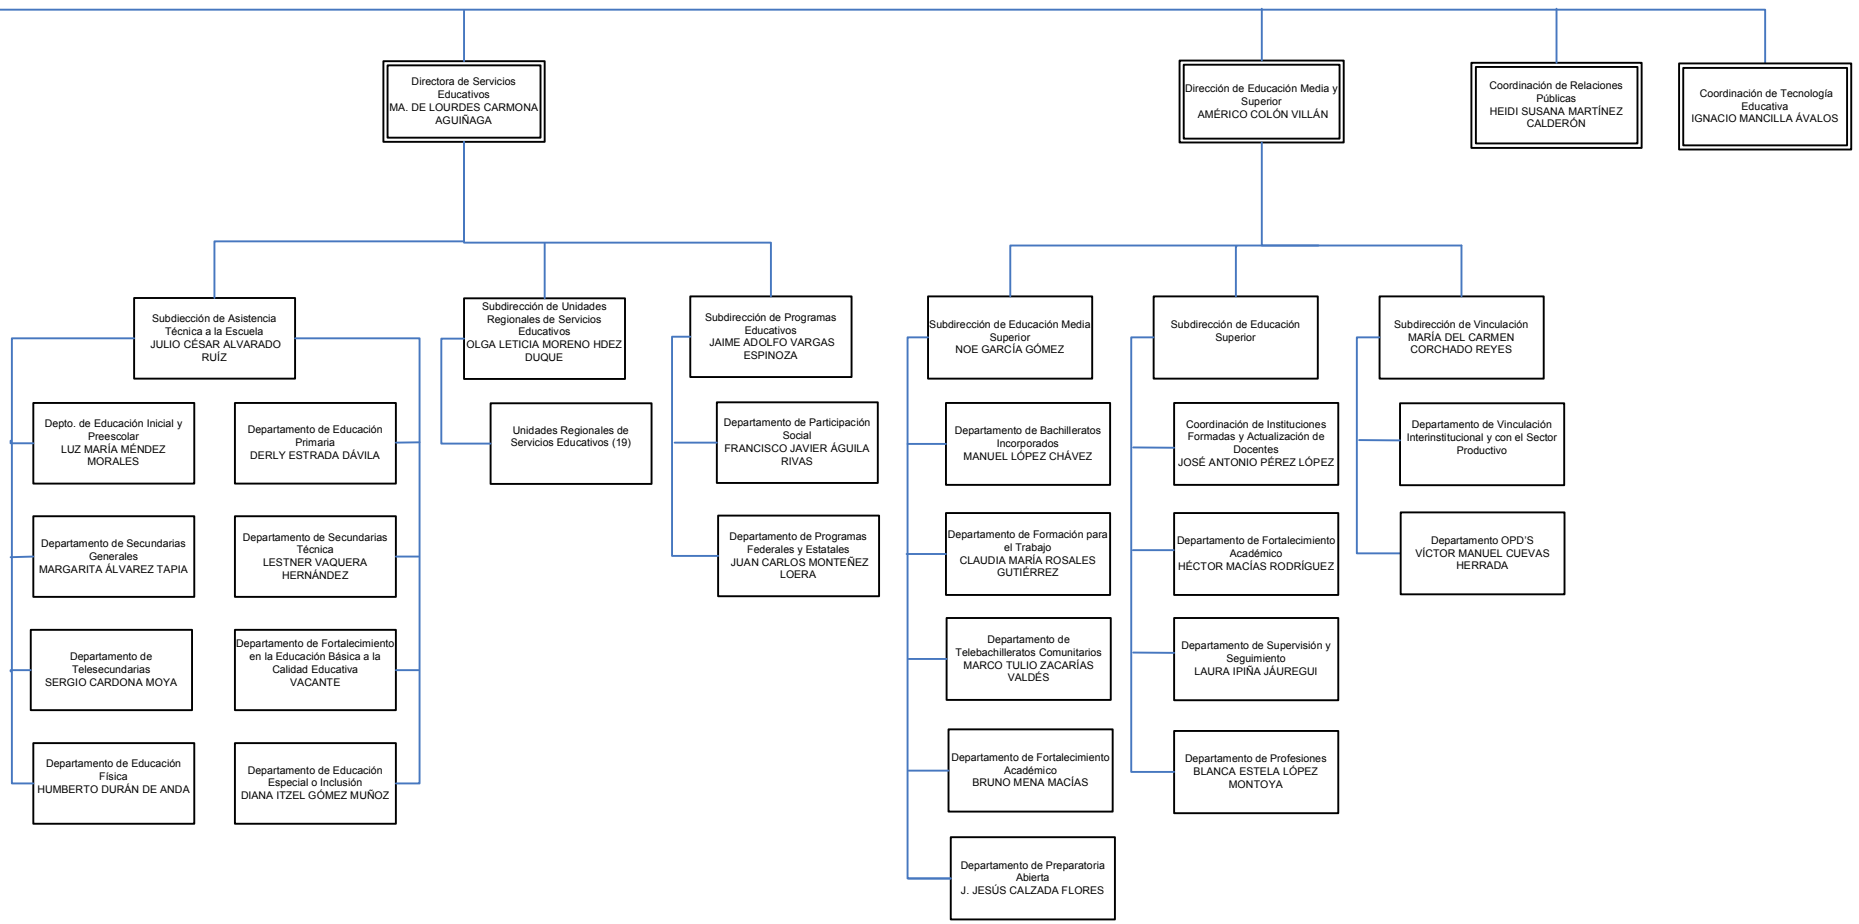 Directora de Servicios
Educativos
MA. DE LOURDES CARMONA
AGUIÑAGA
Dirección de Educación Media y
Superior
AMÉRICO COLÓN VILLÁN
Coordinación de Relaciones
Públicas
HEIDI SUSANA MARTÍNEZ
CALDERÓN
Coordinación de Tecnología
Educativa
IGNACIO MANCILLA ÁVALOS
Subdiección de Asistencia
Técnica a la Escuela
JULIO CÉSAR ALVARADO
RUÍZ
Subdirección de Unidades
Regionales de Servicios
Educativos
OLGA LETICIA MORENO HDEZ
DUQUE
Subdirección de Programas
Educativos
JAIME ADOLFO VARGAS
ESPINOZA
Subdirección de Educación Media
Superior
NOE GARCÍA GÓMEZ
Subdirección de Educación
Superior
Subdirección de Vinculación
MARÍA DEL CARMEN
CORCHADO REYES
Depto. de Educación Inicial y
Preescolar
LUZ MARÍA MÉNDEZ
MORALES
Departamento de Educación
Primaria
DERLY ESTRADA DÁVILA
Unidades Regionales de
Servicios Educativos (19)
Departamento de Participación
Social
FRANCISCO JAVIER ÁGUILA
RIVAS
Departamento de Bachilleratos
Incorporados
MANUEL LÓPEZ CHÁVEZ
Coordinación de Instituciones
Formadas y Actualización de
Docentes
JOSÉ ANTONIO PÉREZ LÓPEZ
Departamento de Vinculación
Interinstitucional y con el Sector
Productivo
Departamento de Secundarias
Generales
MARGARITA ÁLVAREZ TAPIA
Departamento de Secundarias
Técnica
LESTNER VAQUERA
HERNÁNDEZ
Departamento de Programas
Federales y Estatales
JUAN CARLOS MONTEÑEZ
LOERA
Departamento de Formación para
el Trabajo
CLAUDIA MARÍA ROSALES
GUTIÉRREZ
Departamento de Fortalecimiento
Académico
HÉCTOR MACÍAS RODRÍGUEZ
Departamento OPD'S
VÍCTOR MANUEL CUEVAS
HERRADA
Departamento de
Telesecundarias
SERGIO CARDONA MOYA
Departamento de Fortalecimiento
en la Educación Básica a la
Calidad Educativa
VACANTE
Departamento de
Telebachilleratos Comunitarios
MARCO TULIO ZACARÍAS
VALDÉS
Departamento de Supervisión y
Seguimiento
LAURA IPIÑA JÁUREGUI
Departamento de Educación
Física
HUMBERTO DURÁN DE ANDA
Departamento de Educación
Especial o Inclusión
DIANA ITZEL GÓMEZ MUÑOZ
Departamento de Fortalecimiento
Académico
BRUNO MENA MACÍAS
Departamento de Profesiones
BLANCA ESTELA LÓPEZ
MONTOYA
Departamento de Preparatoria
Abierta
J. JESÚS CALZADA FLORES